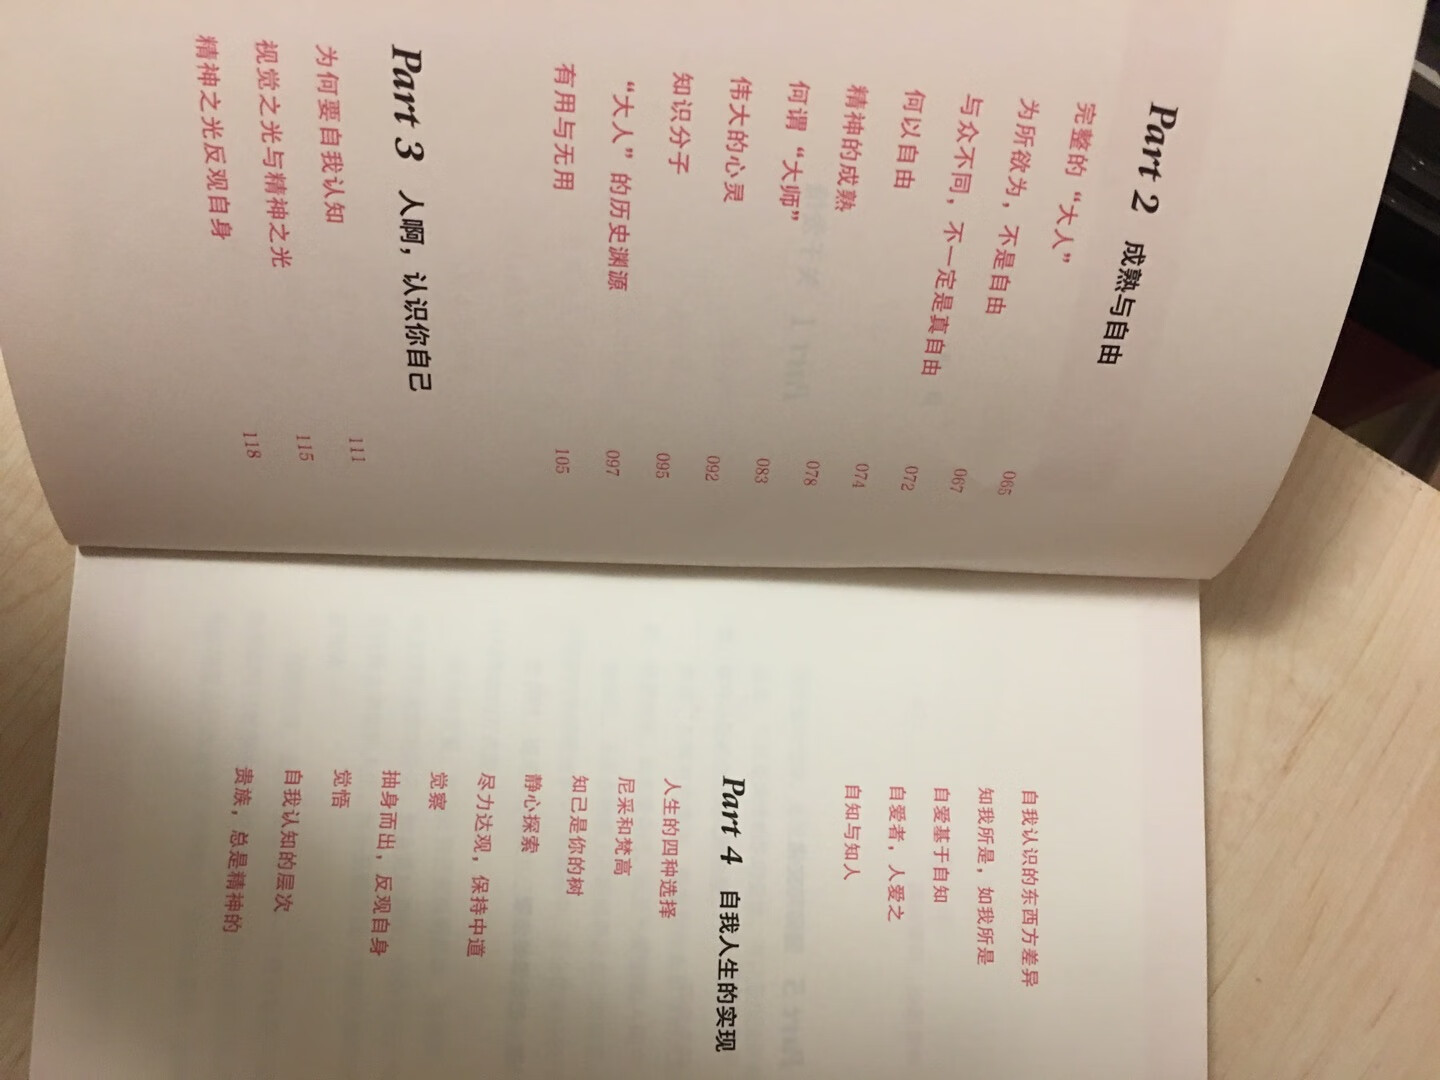 Part 2 成熟与自由
完整的“大人” 065
为所欲为，不是自由 067
与众不同，不一定是真自由 072
何以自由 074
精神的成熟 078
何谓“大师” 083
伟大的心灵 092
知识分子 095
“大人”的历史渊源 097
有用与无用 105
Part 3 人啊，认识你自己
为何要自我认知 111
视觉之光与精神之光 115
精神之光反观自身 118
自我认识的东西方差异
知我所是，如我所是
自爱基于自知
自爱者，人爱之
自知与知人
Part 4 自我人生的实现
人生的四种选择
尼采和梵高
知己是你的树
静心探索
尽力达观，保持中道
觉察
抽身而出，反观自身
觉悟
自我认知的层次
贵族，总是精神的